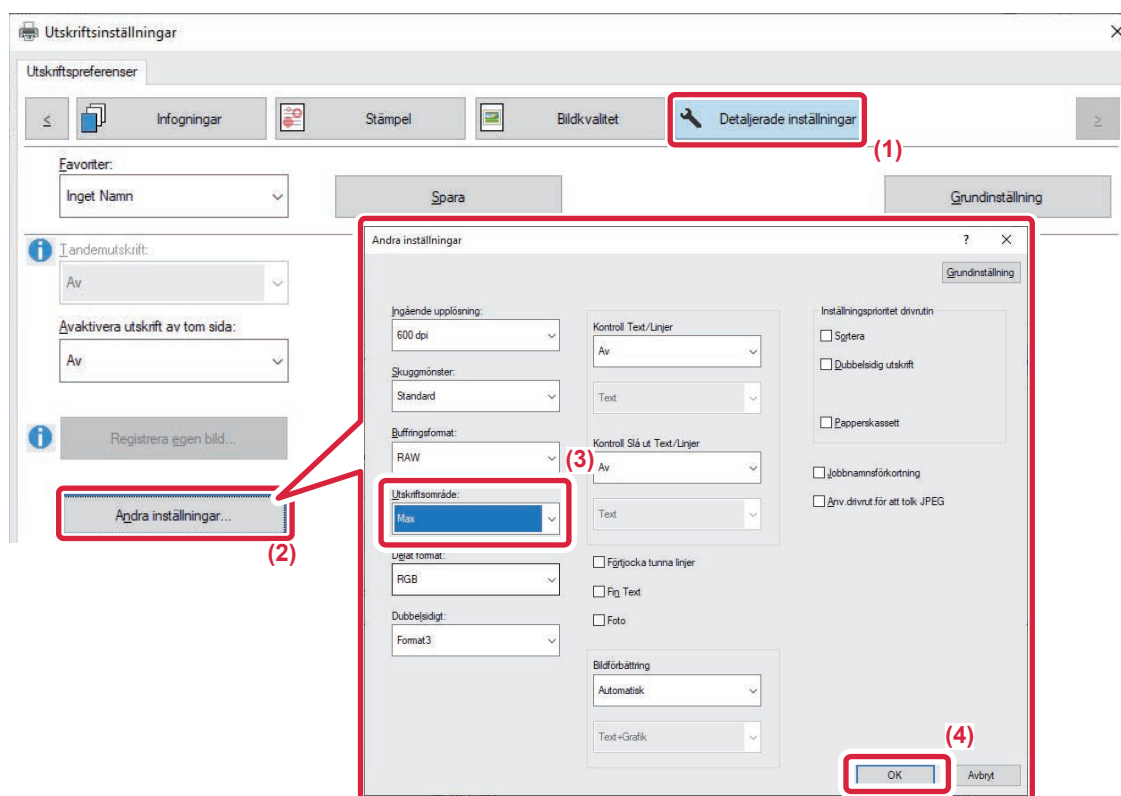 Utskriftsinställningar
Utskriftspreferenser
< Infogningar Stämpel Bildkvalitet Detaljerade inställningar >
(1)
Favoriter:
Inget Namn
Spara
Grundinställning
Tandemutskrift:
Av
Avaktivera utskrift av tom sida:
Av
Registrera egen bild...
Andra inställningar...
(2)
Andra inställningar
?
Grundinställning
Ingående upplösning:
600 dpi
Skuggmönster:
Standard
Buffringsformat:
RAW
(3)
Utskriftsområde:
Max
Delat format:
RGB
Dubbelsidigt:
Format3
Kontroll Text/Linjer
Av
Text
Kontroll Slå ut Text/Linjer
Av
Text
Förtjocka tunna linjer
Fin Text
Foto
Bildförbättring
Automatisk
Text+Grafik
Inställningsprioritet drivrutin
Sortera
Dubbelsidig utskrift
Papperskassett
Jobbnamnsförkortning
Anv.drivrut för att tolk JPEG
(4)
OK
Avbryt